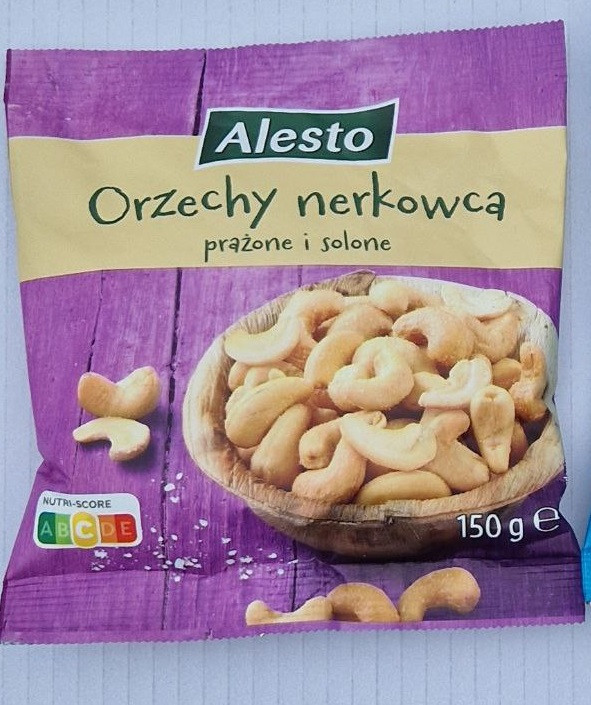 Alesto
Orzechy nerkowca
prażone i solone
NUTRI-SCORE
A B C D E
150 g ℮